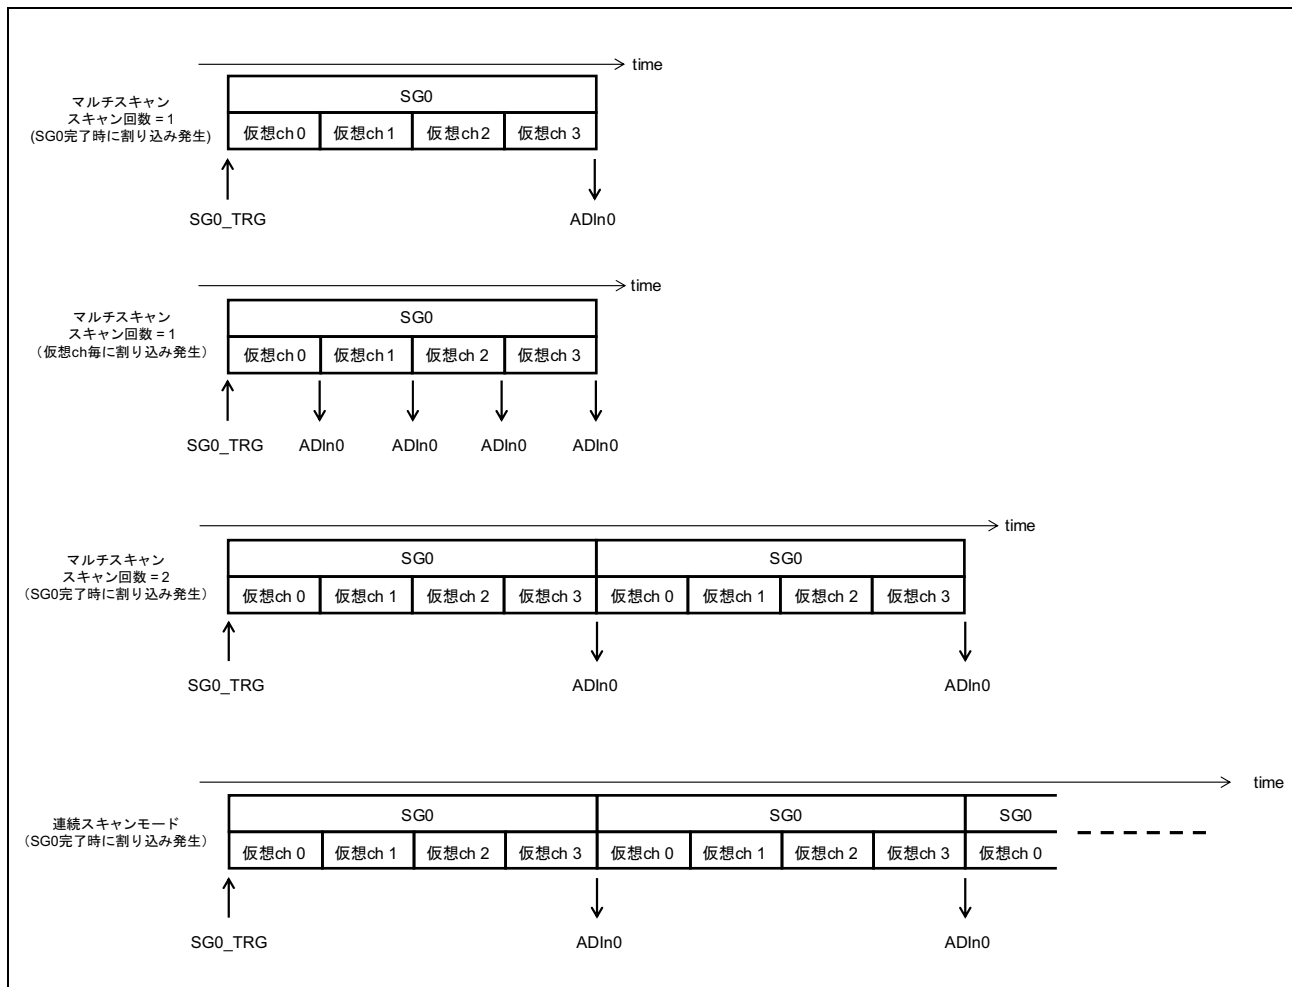 time
マルチスキャン
スキャン回数 = 1
(SG0完了時に割り込み発生)
SG0
仮想ch 0 仮想ch 1 仮想ch 2 仮想ch 3
SG0_TRG ADIn0
time
マルチスキャン
スキャン回数 = 1
（仮想ch毎に割り込み発生）
SG0
仮想ch 0 仮想ch 1 仮想ch 2 仮想ch 3
SG0_TRG ADIn0 ADIn0 ADIn0 ADIn0
time
マルチスキャン
スキャン回数 = 2
（SG0完了時に割り込み発生）
SG0 SG0
仮想ch 0 仮想ch 1 仮想ch 2 仮想ch 3 仮想ch 0 仮想ch 1 仮想ch 2 仮想ch 3
SG0_TRG ADIn0 ADIn0
time
連続スキャンモード
（SG0完了時に割り込み発生）
SG0 SG0 SG0
仮想ch 0 仮想ch 1 仮想ch 2 仮想ch 3 仮想ch 0 仮想ch 1 仮想ch 2 仮想ch 3 仮想ch 0
SG0_TRG ADIn0 ADIn0